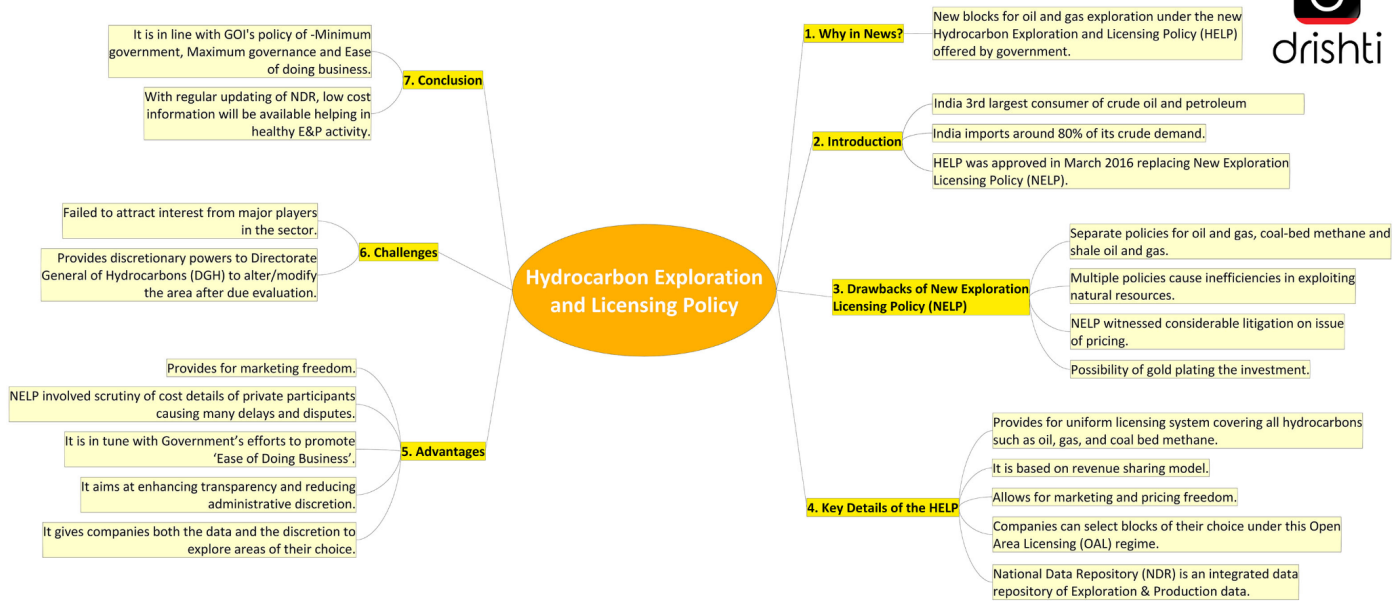 drishti
Hydrocarbon Exploration
and Licensing Policy
1. Why in News?
New blocks for oil and gas exploration under the new
Hydrocarbon Exploration and Licensing Policy (HELP)
offered by government.
2. Introduction
India 3rd largest consumer of crude oil and petroleum
India imports around 80% of its crude demand.
HELP was approved in March 2016 replacing New Exploration
Licensing Policy (NELP).
3. Drawbacks of New Exploration
Licensing Policy (NELP)
Separate policies for oil and gas, coal-bed methane and
shale oil and gas.
Multiple policies cause inefficiencies in exploiting
natural resources.
NELP witnessed considerable litigation on issue
of pricing.
Possibility of gold plating the investment.
4. Key Details of the HELP
Provides for uniform licensing system covering all hydrocarbons
such as oil, gas, and coal bed methane.
It is based on revenue sharing model.
Allows for marketing and pricing freedom.
Companies can select blocks of their choice under this Open
Area Licensing (OAL) regime.
National Data Repository (NDR) is an integrated data
repository of Exploration & Production data.
5. Advantages
Provides for marketing freedom.
NELP involved scrutiny of cost details of private participants
causing many delays and disputes.
It is in tune with Government’s efforts to promote
‘Ease of Doing Business’.
It aims at enhancing transparency and reducing
administrative discretion.
It gives companies both the data and the discretion to
explore areas of their choice.
6. Challenges
Failed to attract interest from major players
in the sector.
Provides discretionary powers to Directorate
General of Hydrocarbons (DGH) to alter/modify
the area after due evaluation.
7. Conclusion
It is in line with GOI's policy of -Minimum
government, Maximum governance and Ease
of doing business.
With regular updating of NDR, low cost
information will be available helping in
healthy E&P activity.